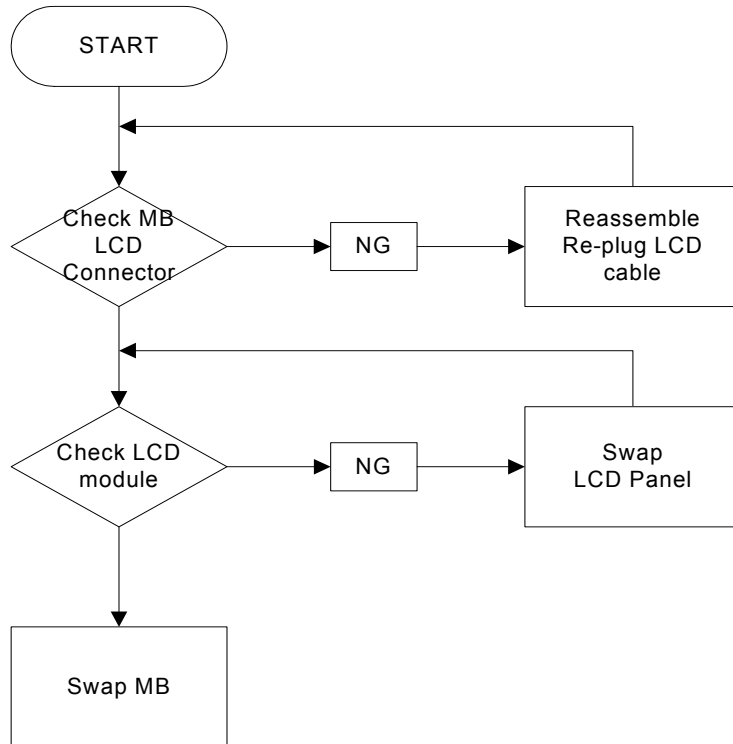 START
Check MB
LCD
Connector
NG
Reassemble
Re-plug LCD
cable
Check LCD
module
NG
Swap
LCD Panel
Swap MB